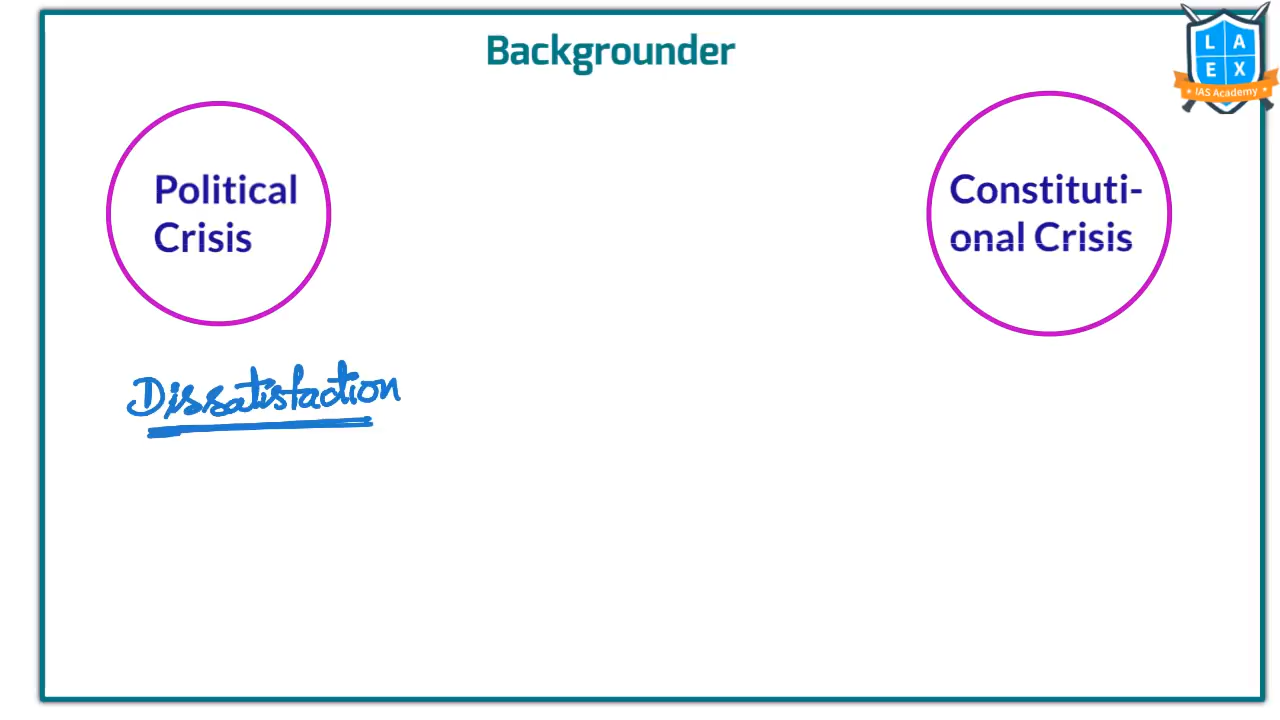 Backgrounder
L A
E X
IAS Academy
Political
Crisis
Constituti-
onal Crisis
Dissatisfaction